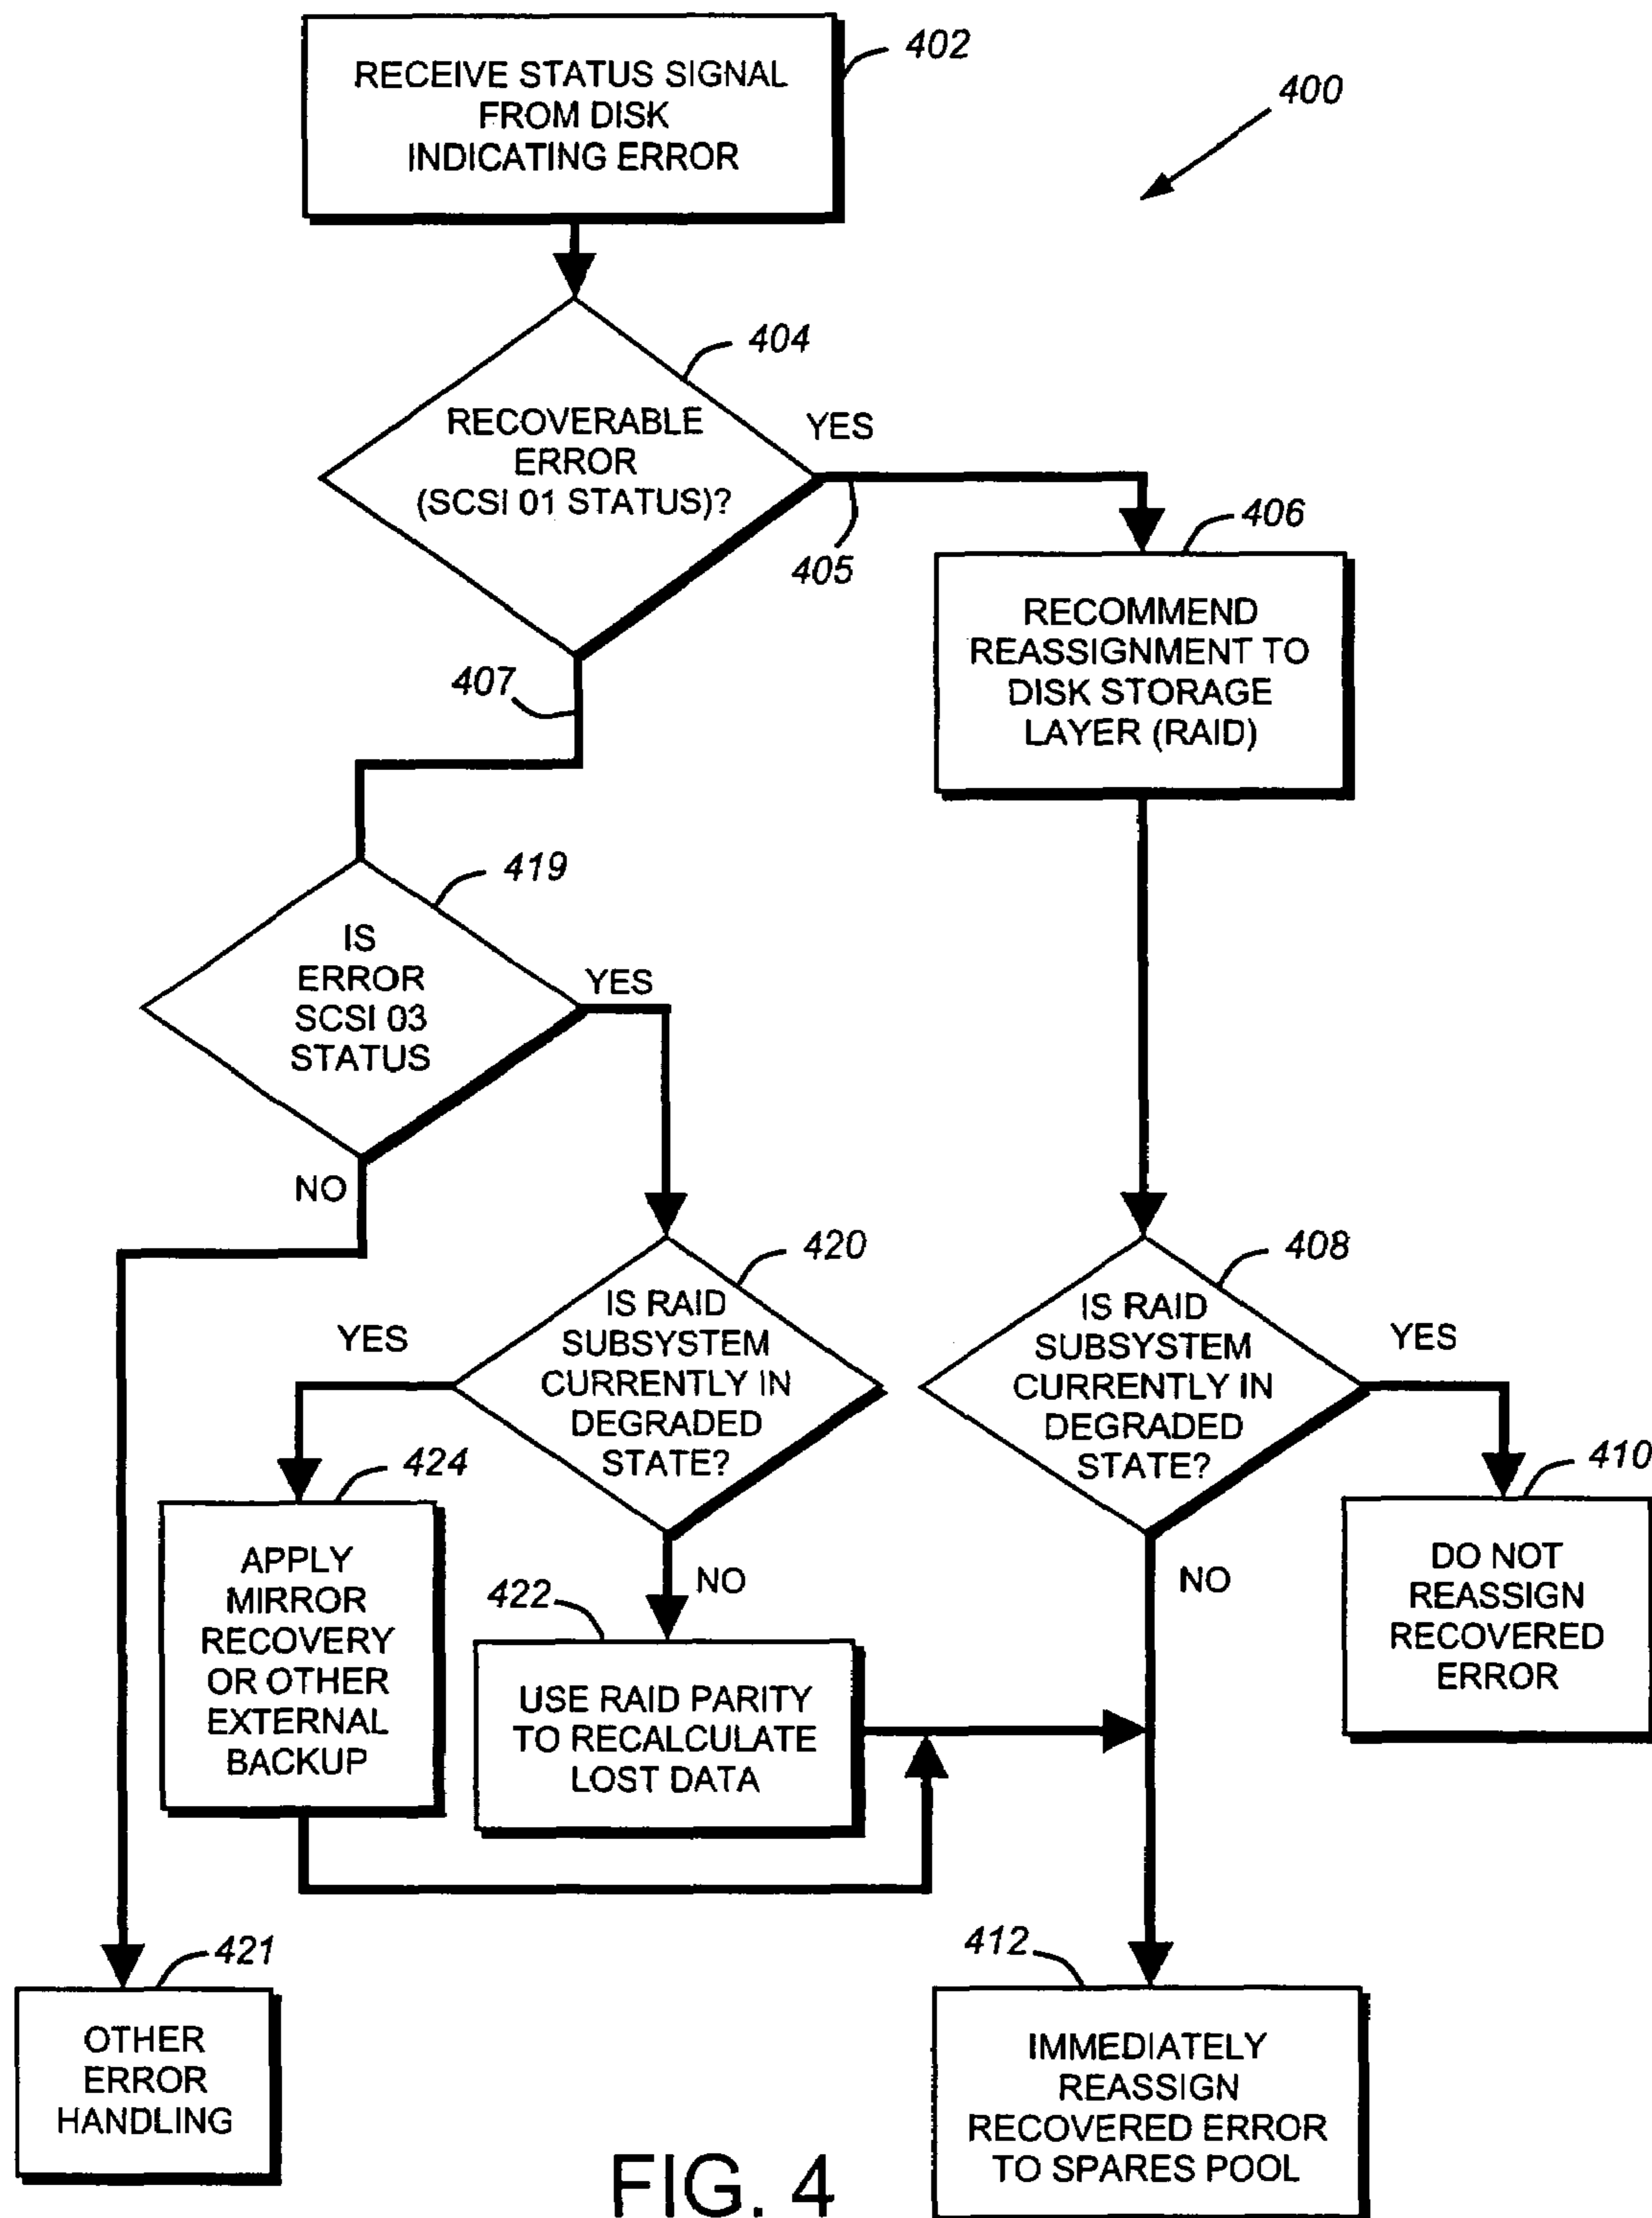 RECEIVE STATUS SIGNAL
FROM DISK
INDICATING ERROR
402
400
404
RECOVERABLE
ERROR
(SCSI 01 STATUS)?
YES
405
406
RECOMMEND
REASSIGNMENT TO
DISK STORAGE
LAYER (RAID)
407
419
IS
ERROR
SCSI 03
STATUS
YES
NO
420
IS RAID
SUBSYSTEM
CURRENTLY IN
DEGRADED
STATE?
YES
NO
408
IS RAID
SUBSYSTEM
CURRENTLY IN
DEGRADED
STATE?
YES
NO
424
APPLY
MIRROR
RECOVERY
OR OTHER
EXTERNAL
BACKUP
422
USE RAID PARITY
TO RECALCULATE
LOST DATA
410
DO NOT
REASSIGN
RECOVERED
ERROR
421
OTHER
ERROR
HANDLING
412
IMMEDIATELY
REASSIGN
RECOVERED ERROR
TO SPARES POOL
FIG. 4